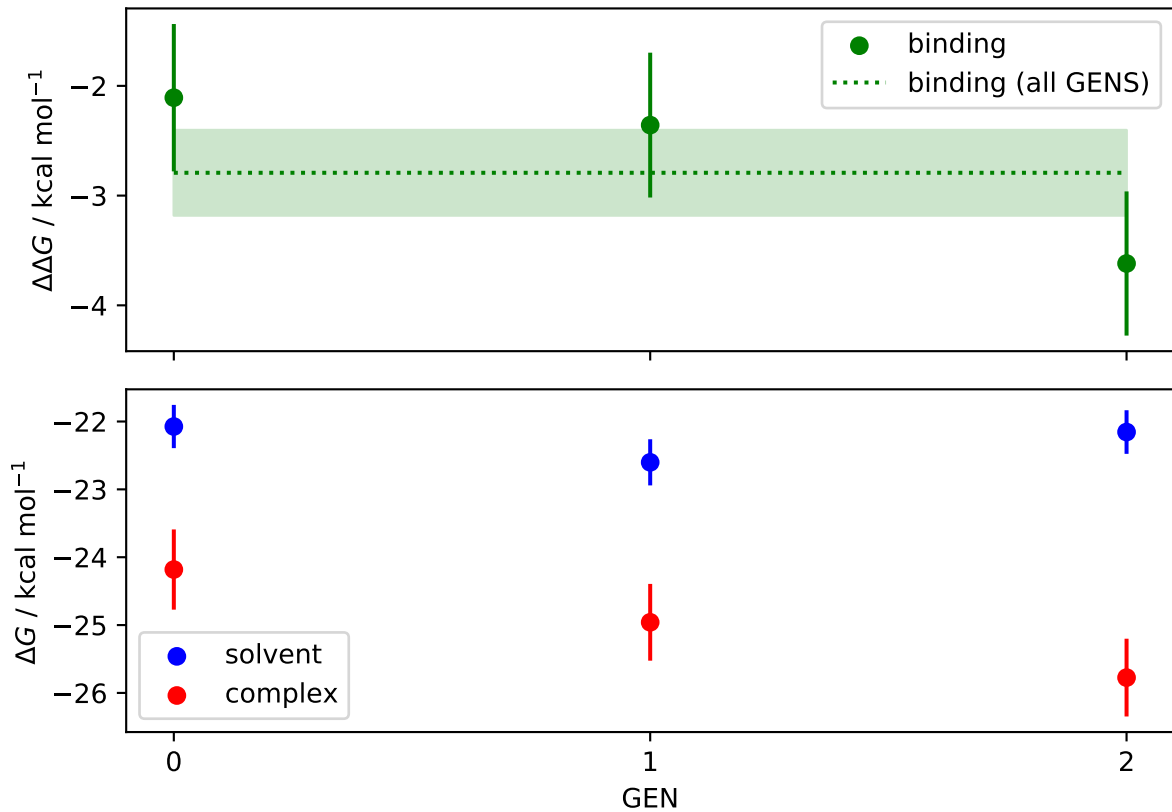 binding
binding (all GENS)
−2
−3
−4
ΔΔG / kcal mol⁻¹
−22
−23
−24
−25
−26
ΔG / kcal mol⁻¹
solvent
complex
0
1
2
GEN